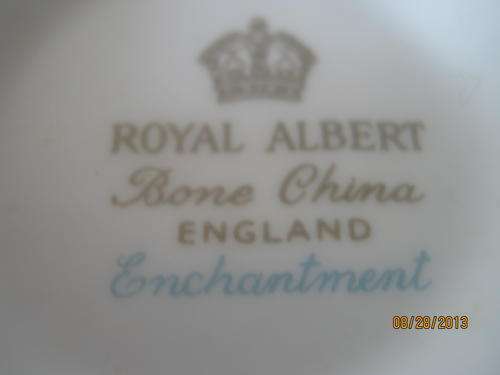 ROYAL ALBERT
Bone China
ENGLAND
Enchantment
08/28/2013